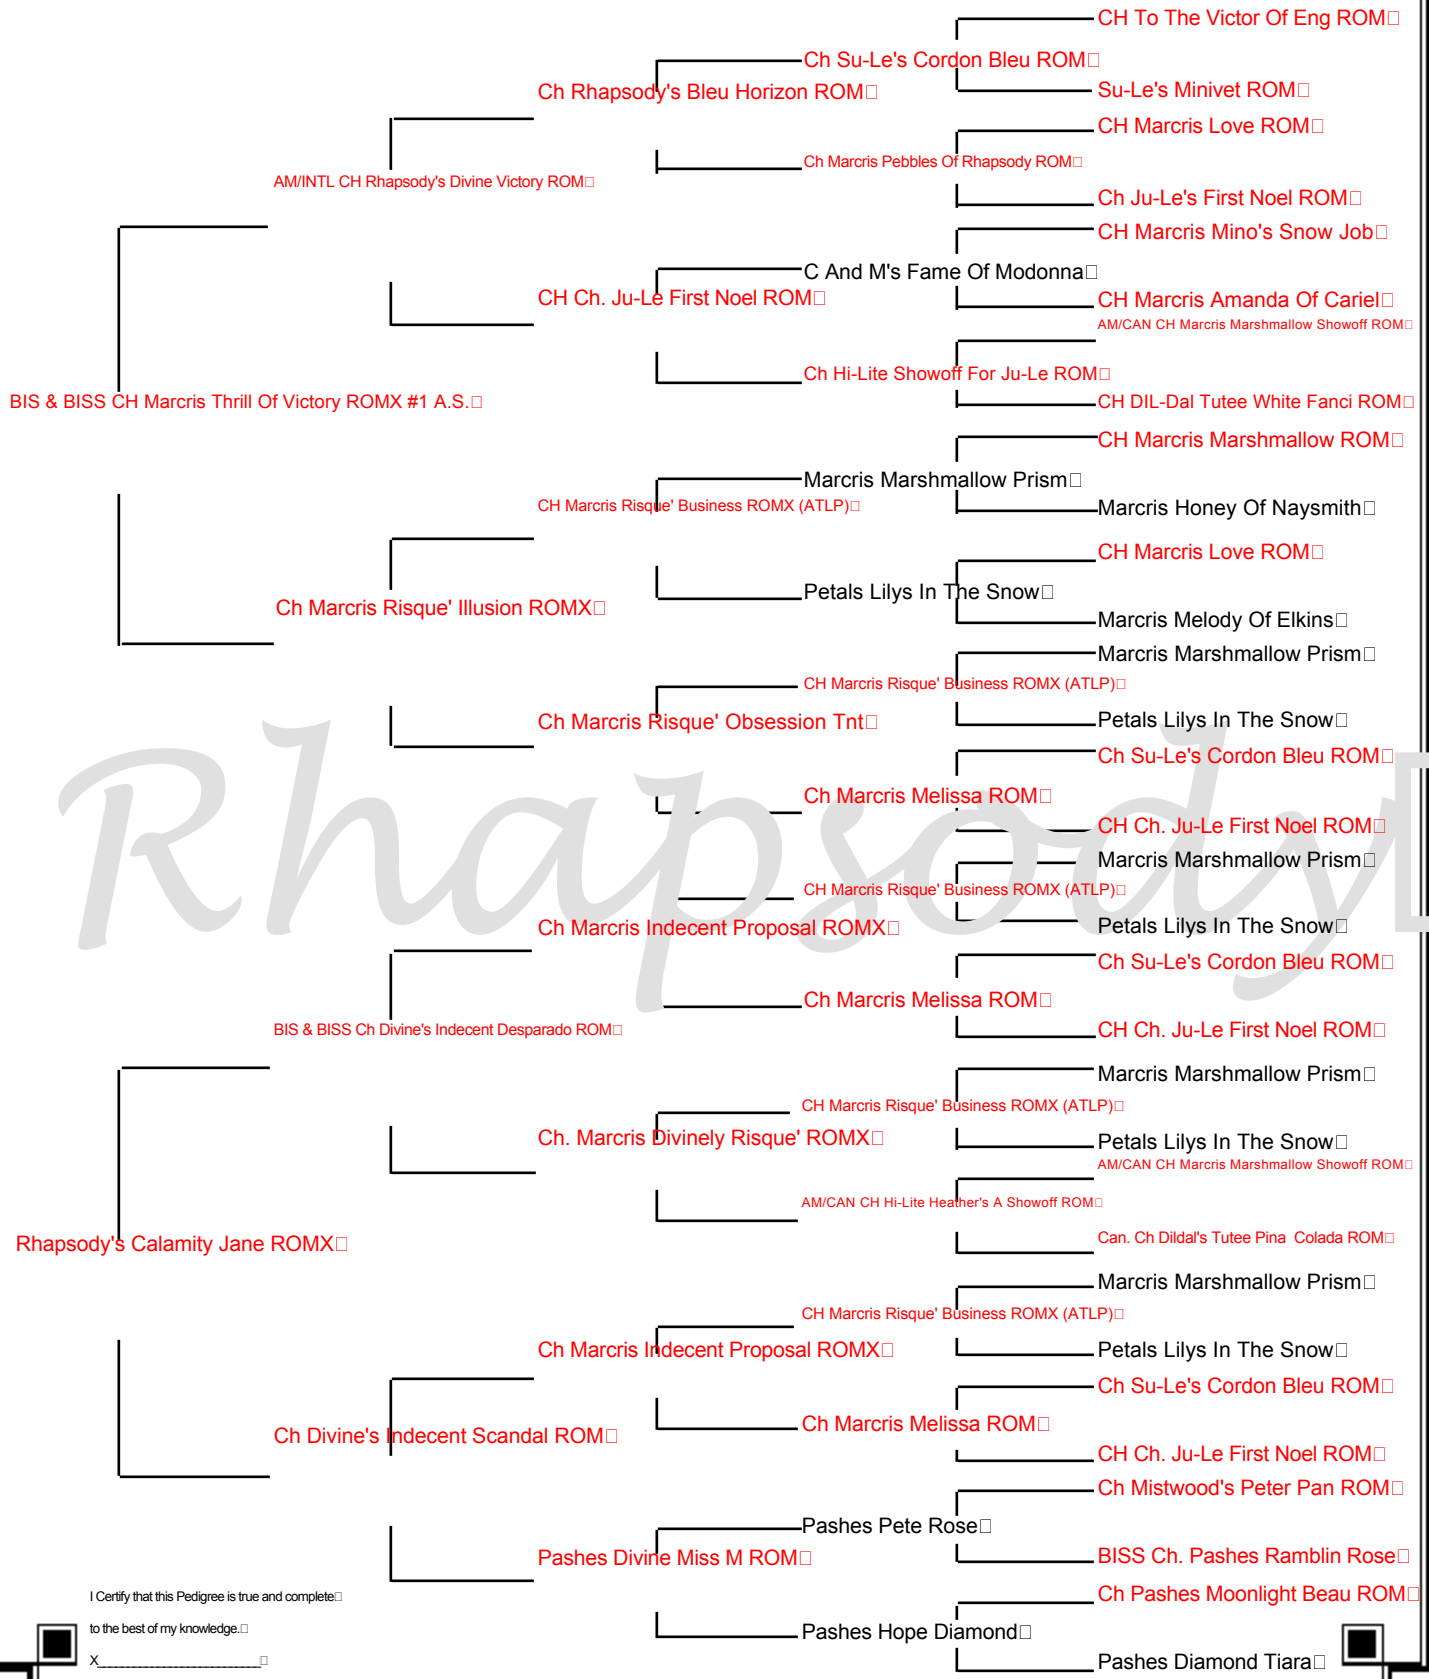 CH To The Victor Of Eng ROM
Ch Su-Le's Cordon Bleu ROM
Ch Rhapsody's Bleu Horizon ROM
Su-Le's Minivet ROM
CH Marcris Love ROM
Ch Marcris Pebbles Of Rhapsody ROM
AM/INTL CH Rhapsody's Divine Victory ROM
Ch Ju-Le's First Noel ROM
CH Marcris Mino's Snow Job
C And M's Fame Of Modonna
CH Ch. Ju-Le First Noel ROM
CH Marcris Amanda Of Cariel
AM/CAN CH Marcris Marshmallow Showoff ROM
Ch Hi-Lite Showoff For Ju-Le ROM
BIS & BISS CH Marcris Thrill Of Victory ROMX #1 A.S.
CH DIL-Dal Tutee White Fanci ROM
CH Marcris Marshmallow ROM
Marcris Marshmallow Prism
CH Marcris Risque' Business ROMX (ATLP)
Marcris Honey Of Naysmith
CH Marcris Love ROM
Petals Lilys In The Snow
Ch Marcris Risque' Illusion ROMX
Marcris Melody Of Elkins
Marcris Marshmallow Prism
CH Marcris Risque' Business ROMX (ATLP)
Ch Marcris Risque' Obsession Tnt
Petals Lilys In The Snow
Ch Su-Le's Cordon Bleu ROM
Ch Marcris Melissa ROM
CH Ch. Ju-Le First Noel ROM
Rhapsody
Marcris Marshmallow Prism
CH Marcris Risque' Business ROMX (ATLP)
Ch Marcris Indecent Proposal ROMX
Petals Lilys In The Snow
Ch Su-Le's Cordon Bleu ROM
Ch Marcris Melissa ROM
BIS & BISS Ch Divine's Indecent Desparado ROM
CH Ch. Ju-Le First Noel ROM
Marcris Marshmallow Prism
CH Marcris Risque' Business ROMX (ATLP)
Ch. Marcris Divinely Risque' ROMX
Petals Lilys In The Snow
AM/CAN CH Marcris Marshmallow Showoff ROM
AM/CAN CH Hi-Lite Heather's A Showoff ROM
Rhapsody's Calamity Jane ROMX
Can. Ch Dildal's Tutee Pina  Colada ROM
Marcris Marshmallow Prism
CH Marcris Risque' Business ROMX (ATLP)
Ch Marcris Indecent Proposal ROMX
Petals Lilys In The Snow
Ch Su-Le's Cordon Bleu ROM
Ch Marcris Melissa ROM
Ch Divine's Indecent Scandal ROM
CH Ch. Ju-Le First Noel ROM
Ch Mistwood's Peter Pan ROM
Pashes Pete Rose
Pashes Divine Miss M ROM
BISS Ch. Pashes Ramblin Rose
Ch Pashes Moonlight Beau ROM
Pashes Hope Diamond
Pashes Diamond Tiara
I Certify that this Pedigree is true and complete
to the best of my knowledge.
X__________________________